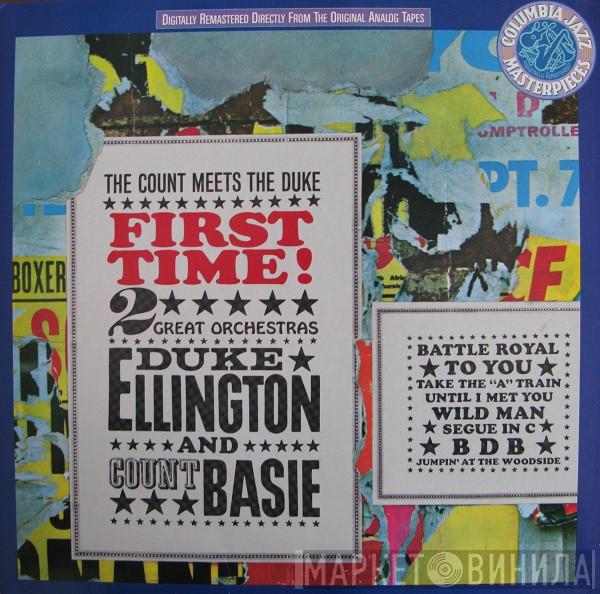 DIGITALLY REMASTERED DIRECTLY FROM THE ORIGINAL ANALOG TAPES
COLUMBIA JAZZ
MASTERPIECES
THE COUNT MEETS THE DUKE
FIRST
TIME!
2 GREAT ORCHESTRAS
DUKE
ELLINGTON
AND
COUNT
BASIE
BATTLE ROYAL
TO YOU
TAKE THE "A" TRAIN
UNTIL I MET YOU
WILD MAN
SEGUE IN C
B D B
JUMPIN' AT THE WOODSIDE
BOXER
OMPTROLLE
PT. 7
МАРКЕТ ВИНИЛА